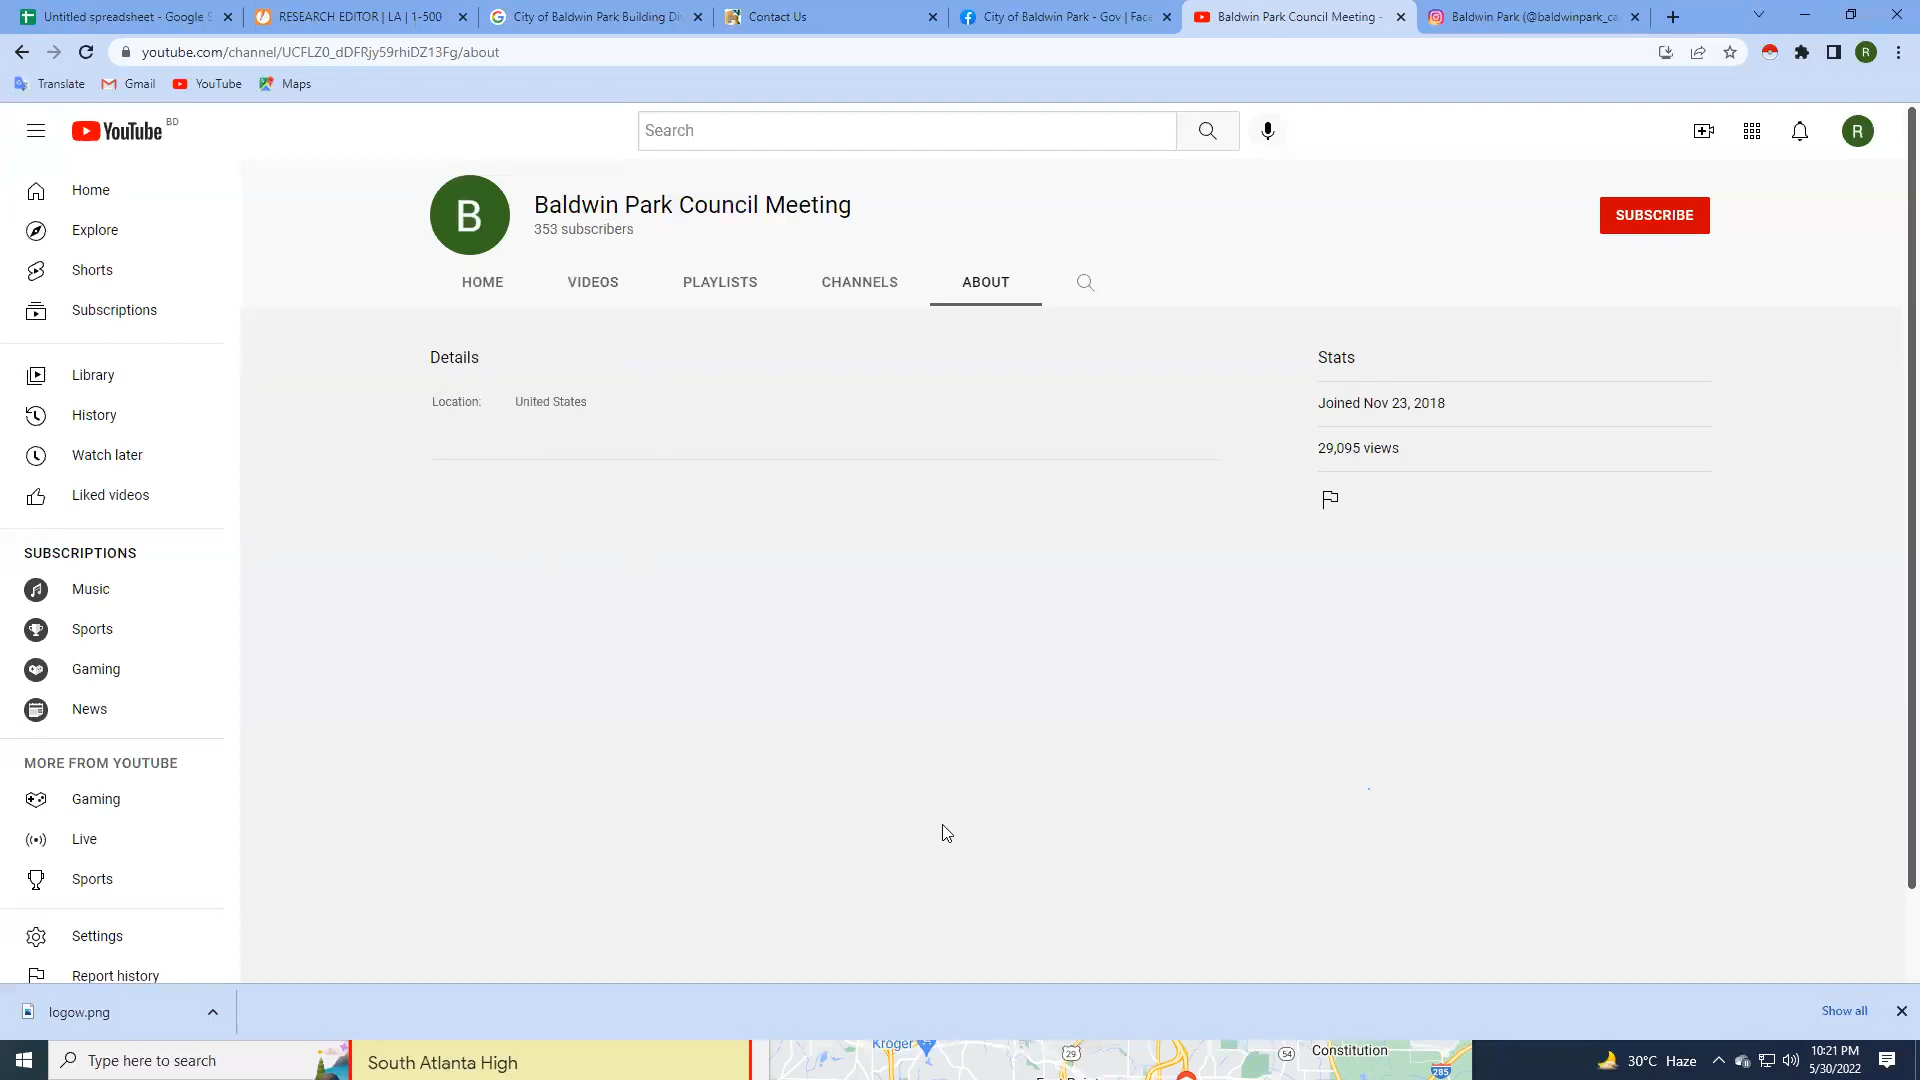 Untitled spreadsheet - Google S
RESEARCH EDITOR | LA | 1-500
City of Baldwin Park Building Di
Contact Us
City of Baldwin Park - Gov | Face
Baldwin Park Council Meeting -
Baldwin Park (@baldwinpark_ca
youtube.com/channel/UCFLZ0_dDFRjy59rhiDZ13Fg/about
R
Translate
Gmail
YouTube
Maps
YouTube BD
Search
R
Home
Explore
Shorts
Subscriptions
Library
History
Watch later
Liked videos
SUBSCRIPTIONS
Music
Sports
Gaming
News
MORE FROM YOUTUBE
Gaming
Live
Sports
Settings
Report history
B
Baldwin Park Council Meeting
353 subscribers
SUBSCRIBE
HOME
VIDEOS
PLAYLISTS
CHANNELS
ABOUT
Details
Location:
United States
Stats
Joined Nov 23, 2018
29,095 views
logow.png
Show all
Type here to search
South Atlanta High
Kroger
29
54
Constitution
285
30°C Haze
10:21 PM
5/30/2022